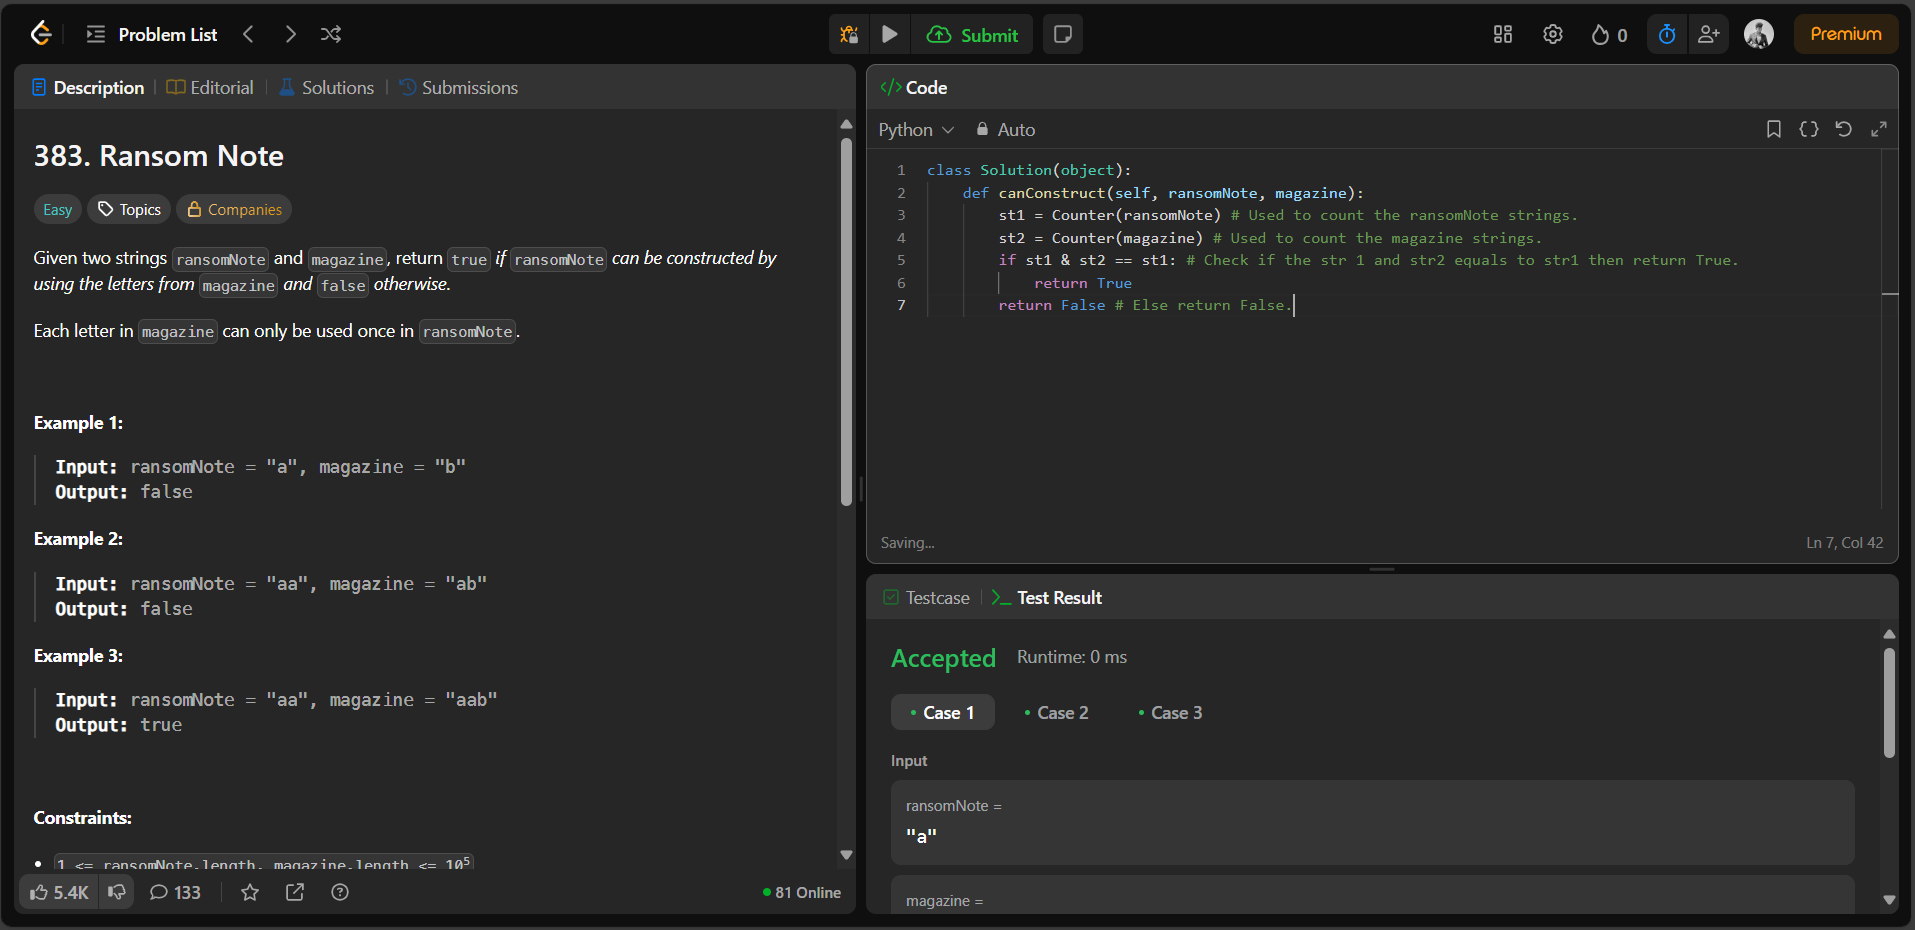 Problem List
Submit
0
Premium
Description
Editorial
Solutions
Submissions
383. Ransom Note
Easy
Topics
Companies
Given two strings ransomNote and magazine, return true if ransomNote can be constructed by
using the letters from magazine and false otherwise.
Each letter in magazine can only be used once in ransomNote.
Example 1:
Input: ransomNote = "a", magazine = "b"
Output: false
Example 2:
Input: ransomNote = "aa", magazine = "ab"
Output: false
Example 3:
Input: ransomNote = "aa", magazine = "aab"
Output: true
Constraints:
• 1 <= ransomNote.length, magazine.length <= 10⁵
5.4K
133
81 Online
</> Code
Python
Auto
1 class Solution(object):
2     def canConstruct(self, ransomNote, magazine):
3         st1 = Counter(ransomNote) # Used to count the ransomNote strings.
4         st2 = Counter(magazine) # Used to count the magazine strings.
5         if st1 & st2 == st1: # Check if the str 1 and str2 equals to str1 then return True.
6             return True
7         return False # Else return False.
Saving...
Ln 7, Col 42
Testcase
Test Result
Accepted
Runtime: 0 ms
• Case 1
• Case 2
• Case 3
Input
ransomNote =
"a"
magazine =